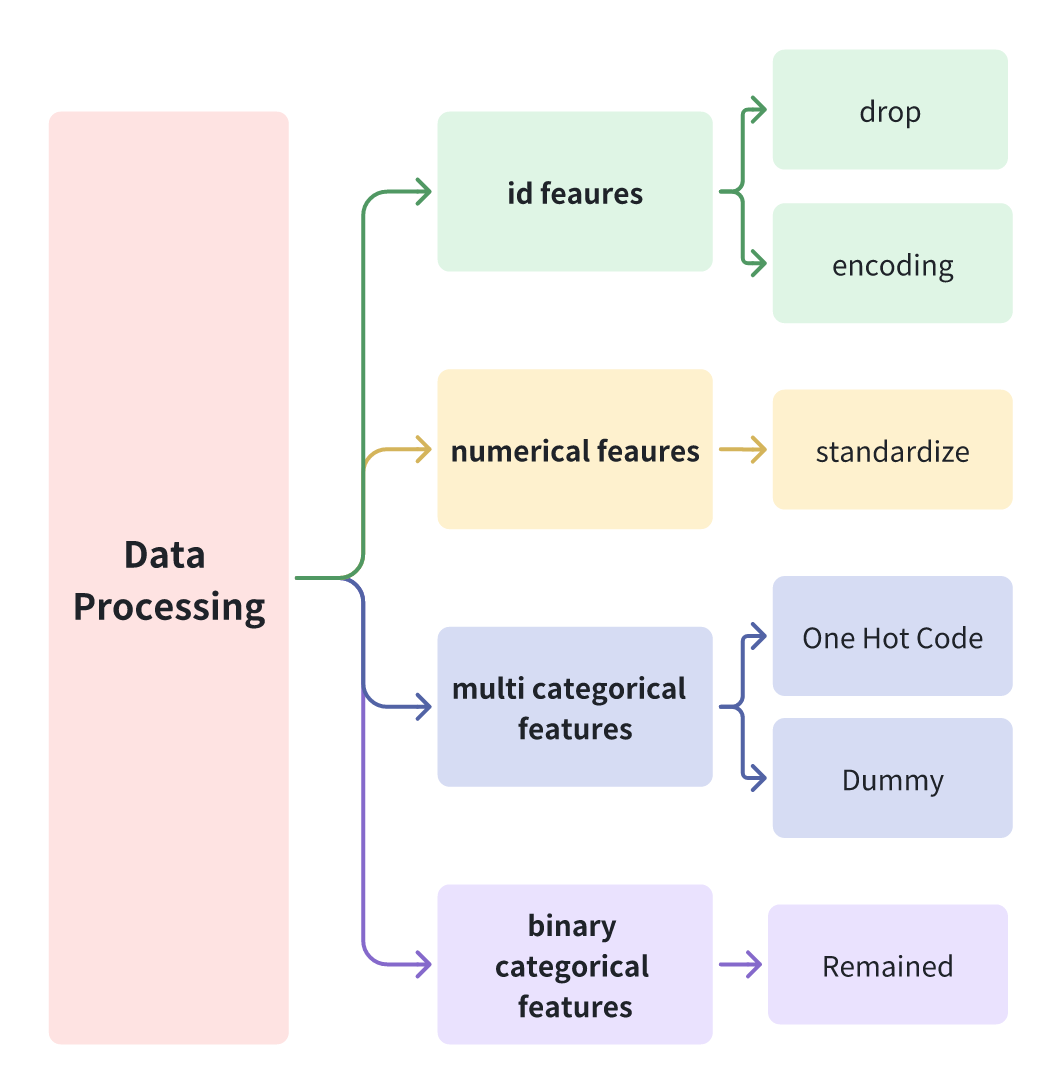 Data
Processing
id feaures
drop
encoding
numerical feaures
standardize
multi categorical
features
One Hot Code
Dummy
binary
categorical
features
Remained